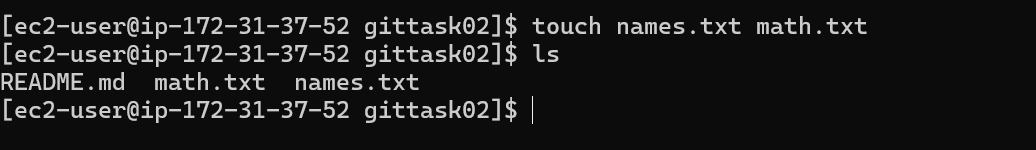 [ec2-user@ip-172-31-37-52 gittask02]$ touch names.txt math.txt
[ec2-user@ip-172-31-37-52 gittask02]$ ls
README.md  math.txt  names.txt
[ec2-user@ip-172-31-37-52 gittask02]$